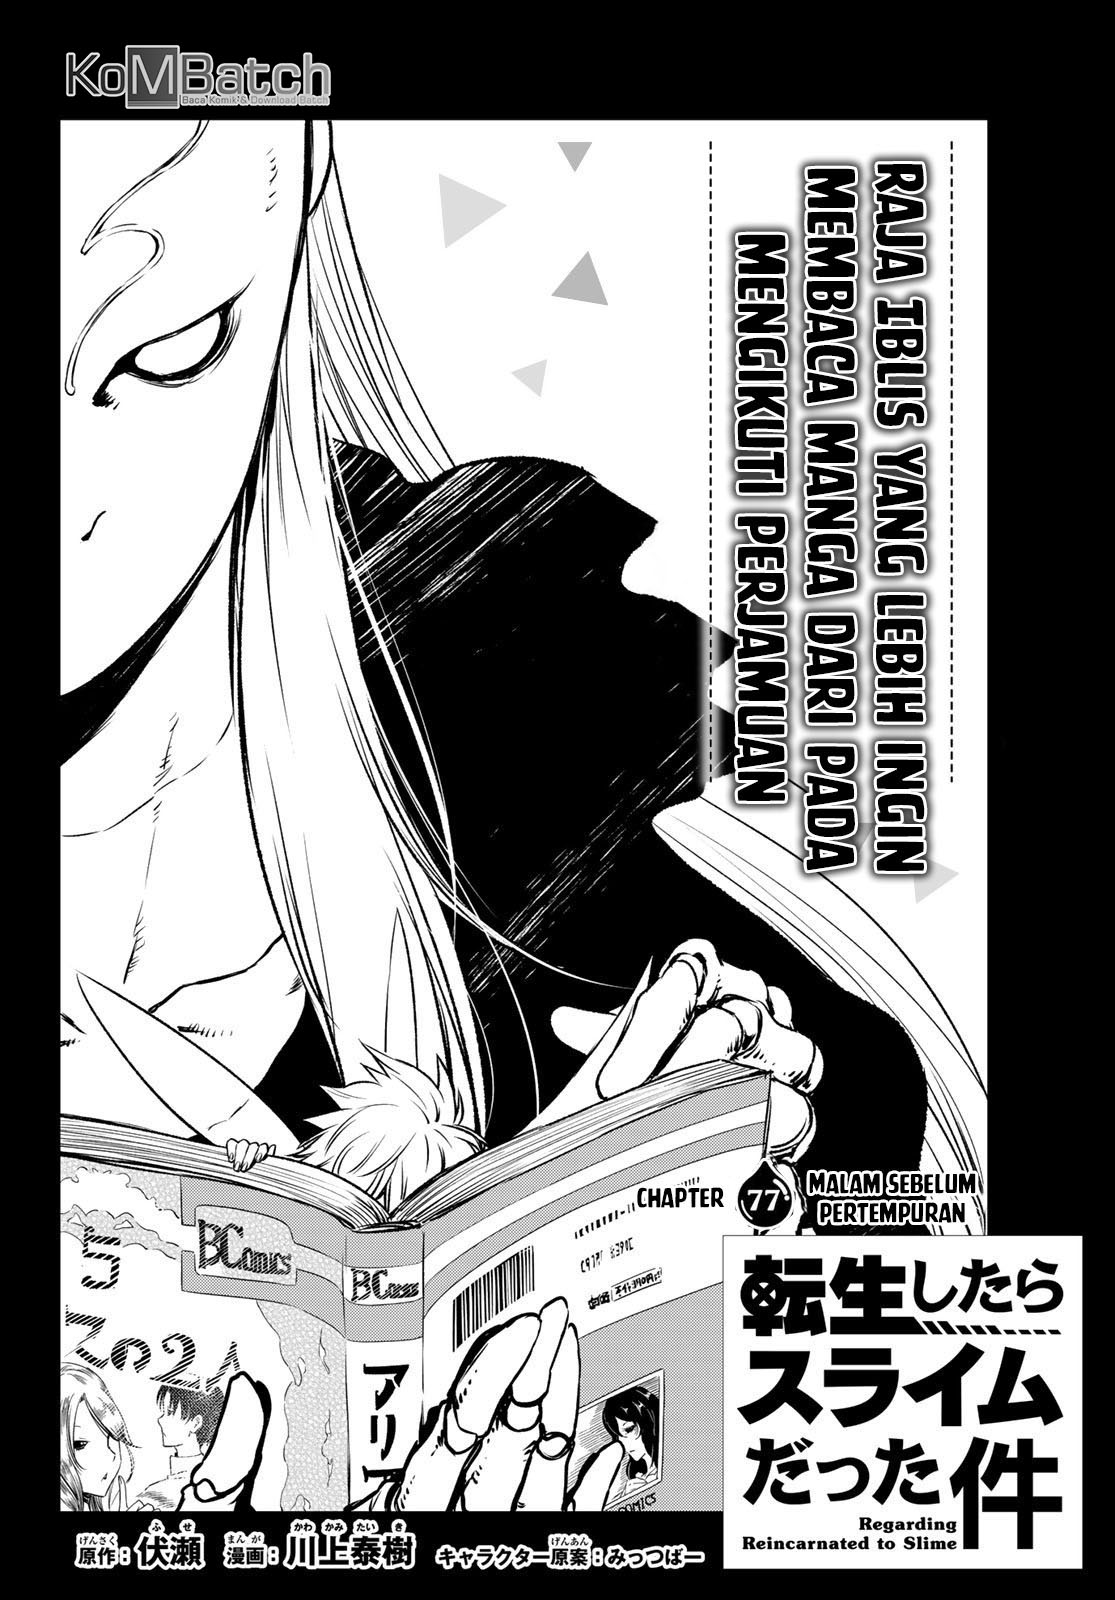 KoMBatch
Baca Komik & Download Batch
RAJA IBLIS YANG LEBIH INGIN
MEMBACA MANGA DARI PADA
MENGIKUTI PERJAMUAN
CHAPTER 77
MALAM SEBELUM
PERTEMPURAN
BComics
アリ
COMICS
転生したら
スライム
だった件
Regarding
Reincarnated to Slime
原作：伏瀬 漫画：川上泰樹 キャラクター原案：みっつばー